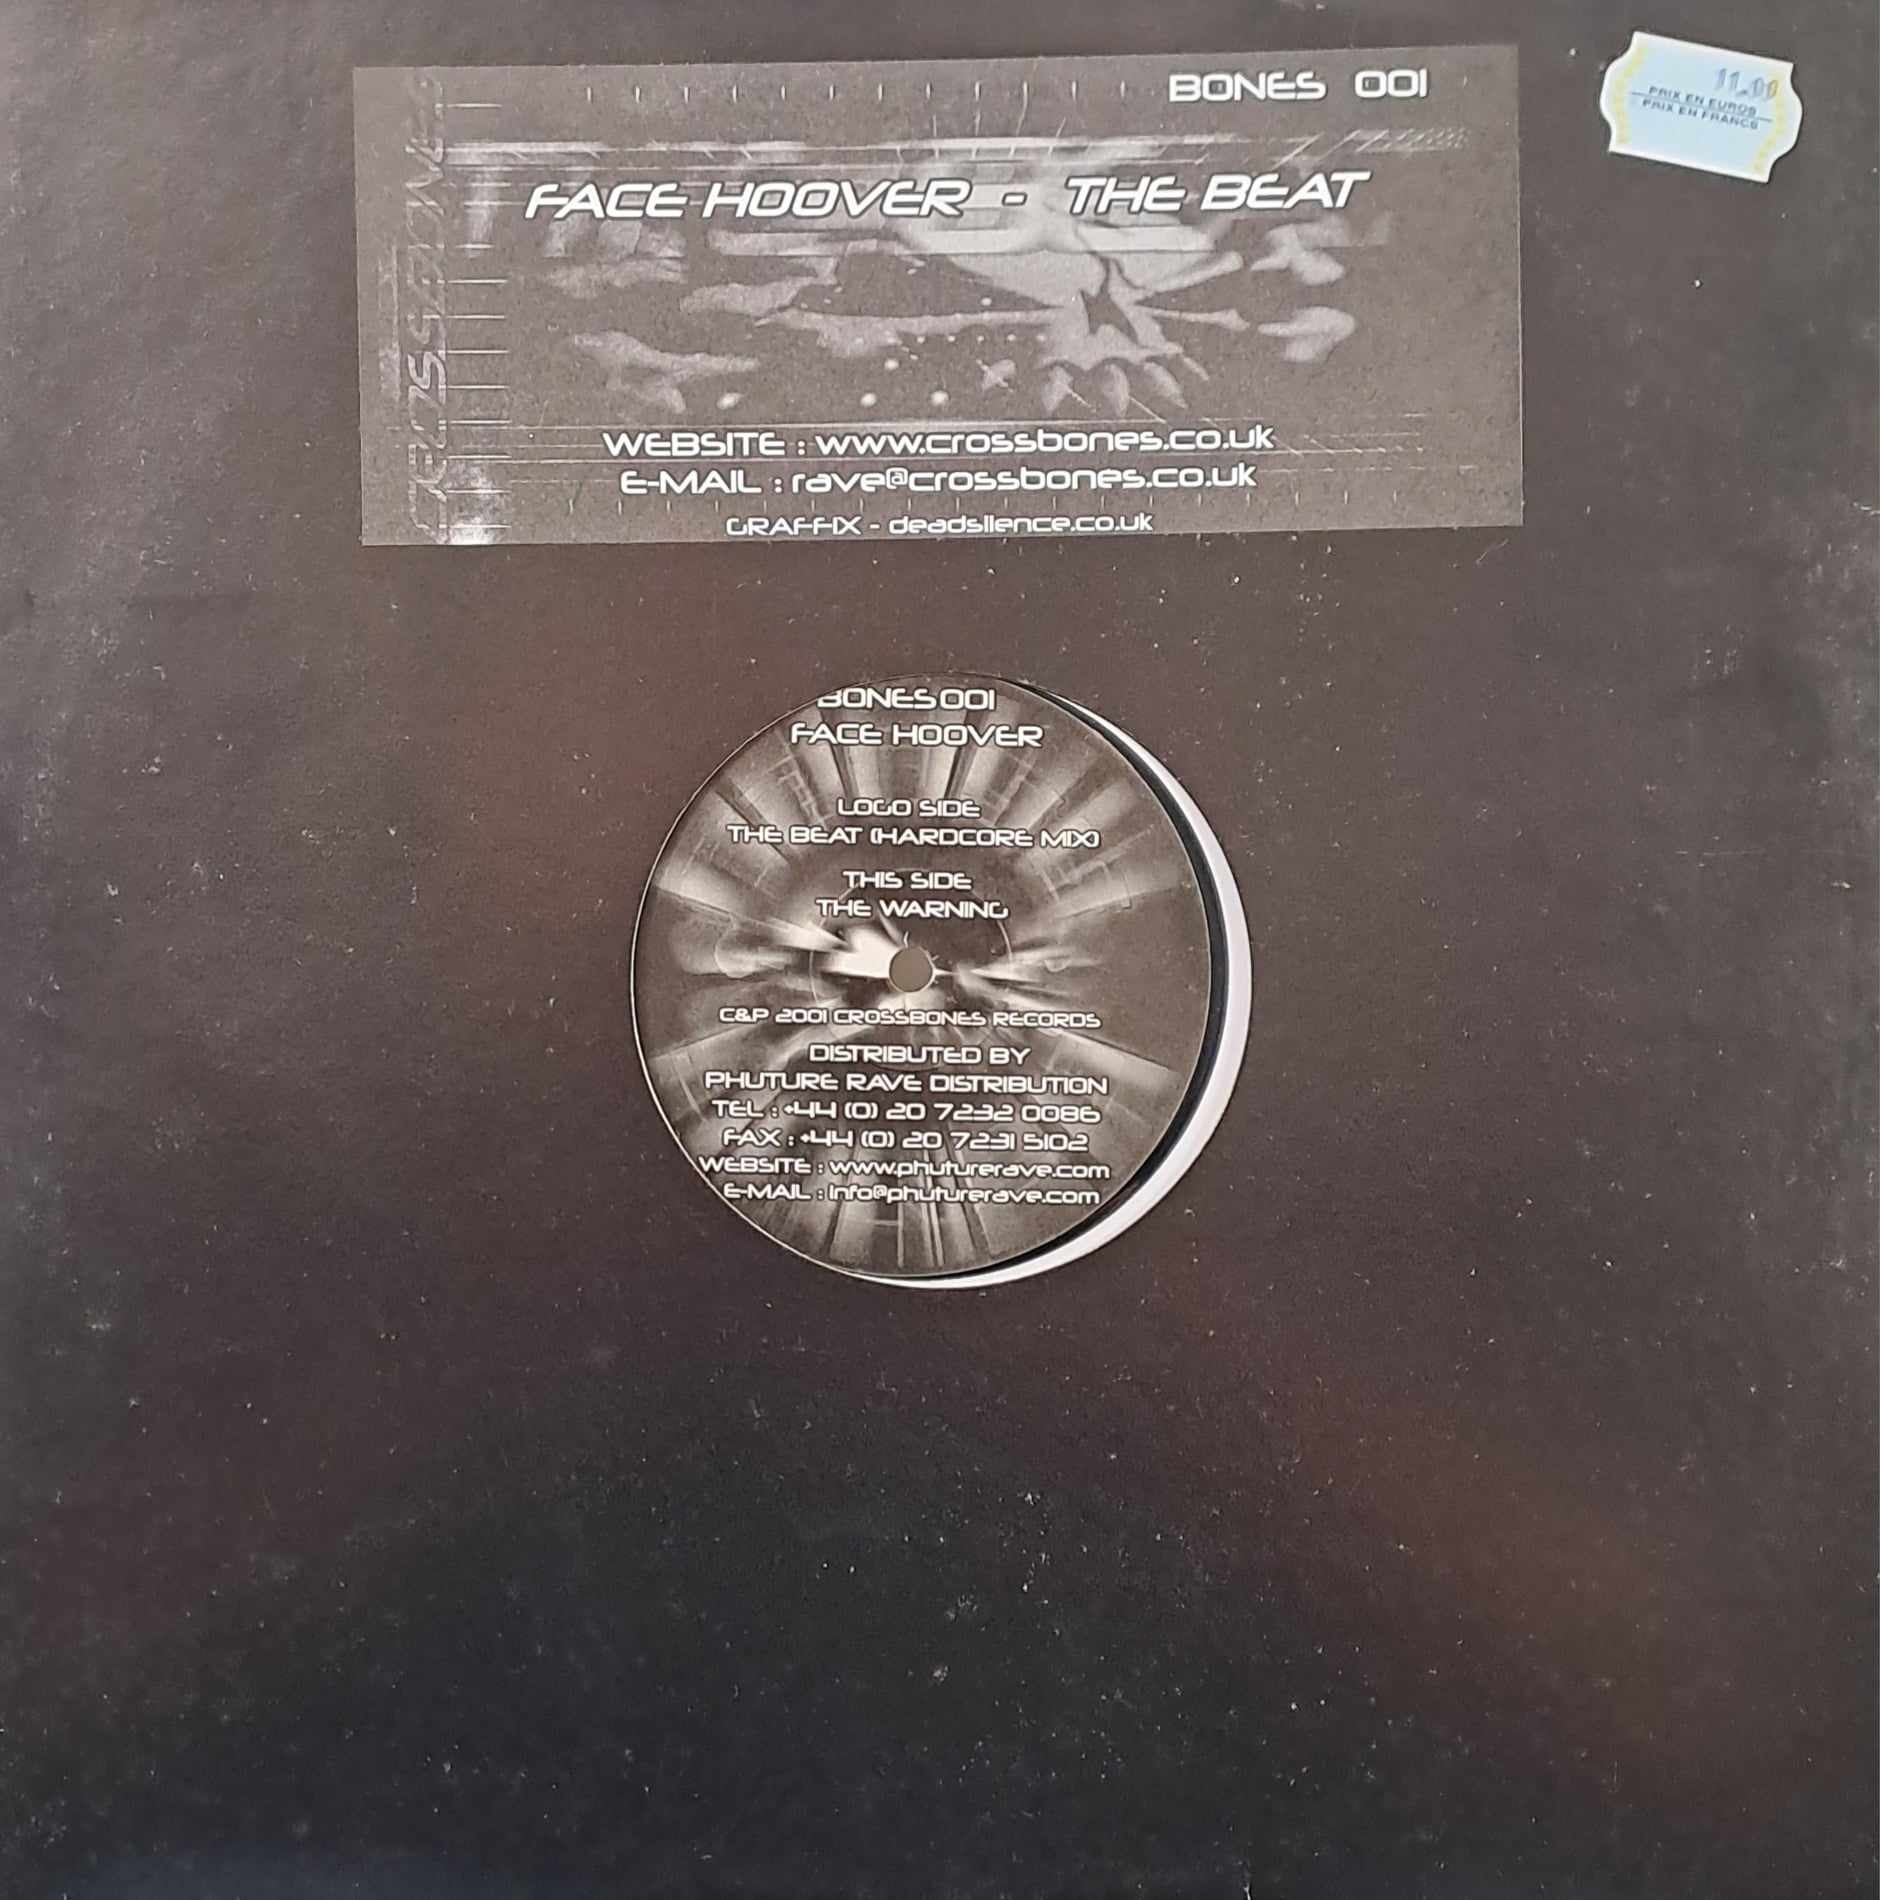 BONES 001
11.00
PRIX EN EUROS
PRIX EN FRANCS
FACE HOOVER - THE BEAT
CROSSBONES
WEBSITE : www.crossbones.co.uk
E-MAIL : rave@crossbones.co.uk
GRAFFIX - deadsilence.co.uk
BONES 001
FACE HOOVER
LOGO SIDE
THE BEAT (HARDCORE MIX)
THIS SIDE
THE WARNING
C&P 2001 CROSSBONES RECORDS
DISTRIBUTED BY
PHUTURE RAVE DISTRIBUTION
TEL : +44 (0) 20 7232 0086
FAX : +44 (0) 20 7231 5102
WEBSITE : www.phuturerave.com
E-MAIL : info@phuturerave.com